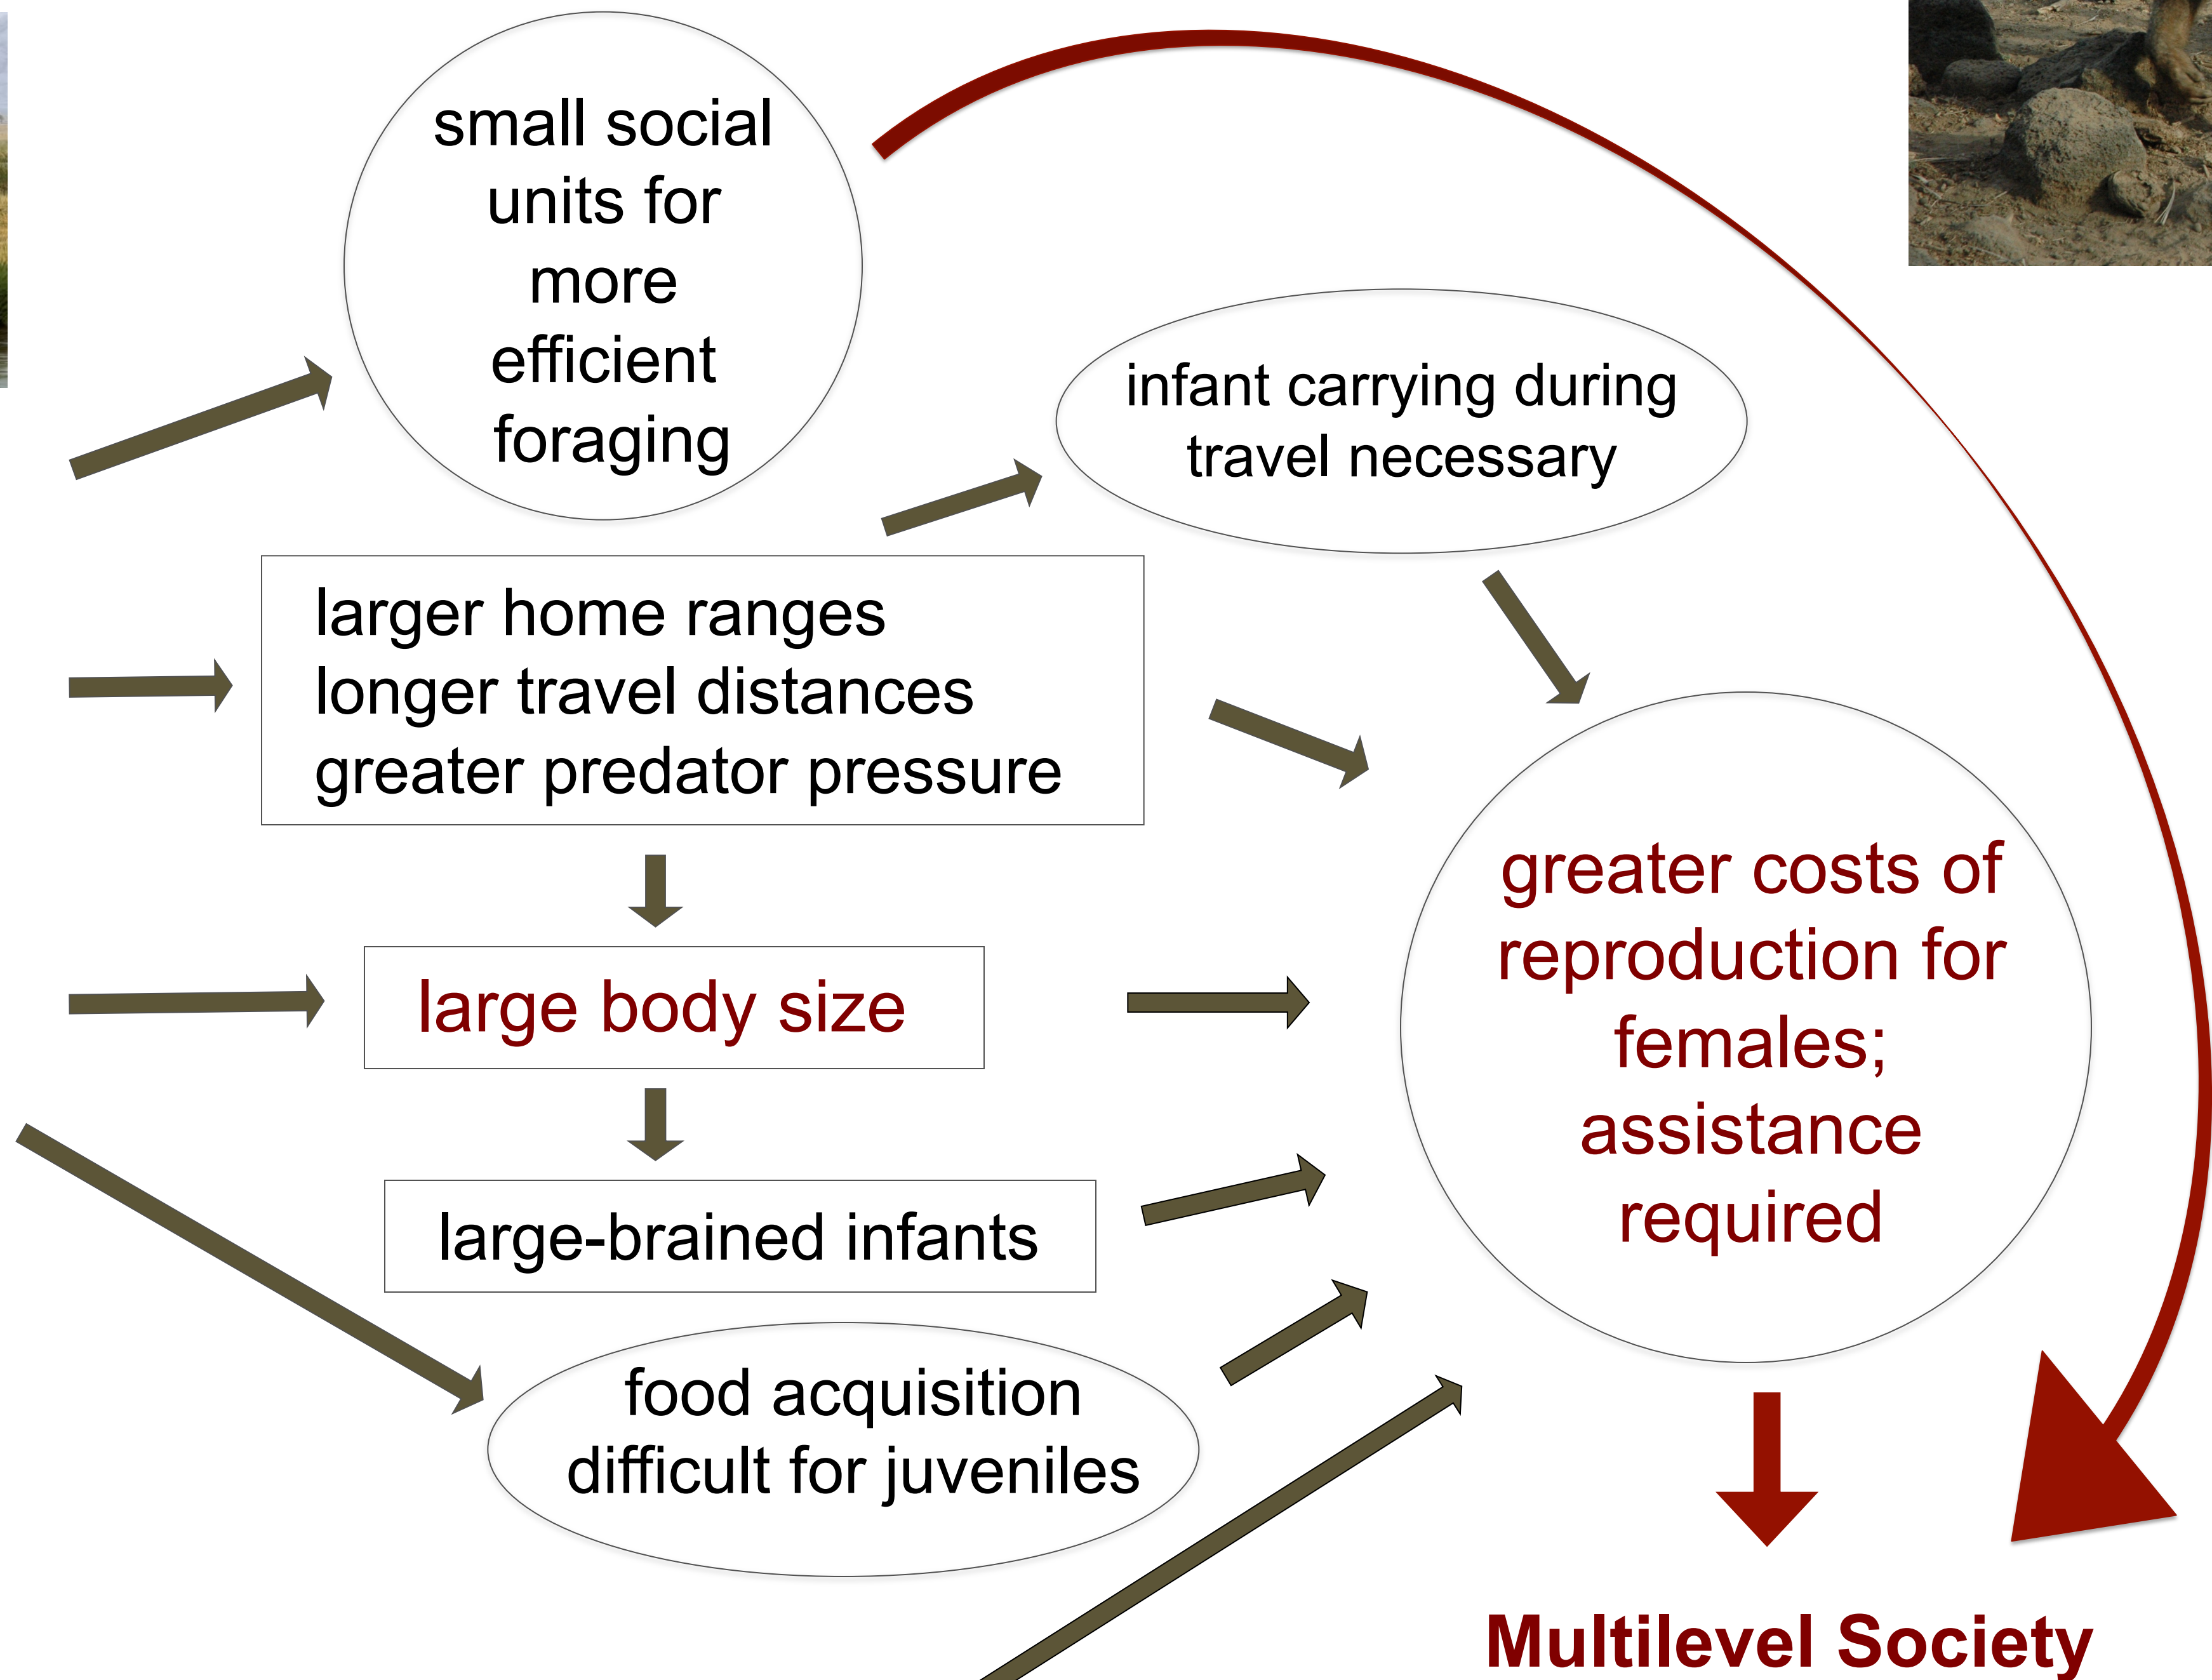 small social
units for
more
efficient
foraging
infant carrying during
travel necessary
larger home ranges
longer travel distances
greater predator pressure
greater costs of
reproduction for
females;
assistance
required
large body size
large-brained infants
food acquisition
difficult for juveniles
Multilevel Society